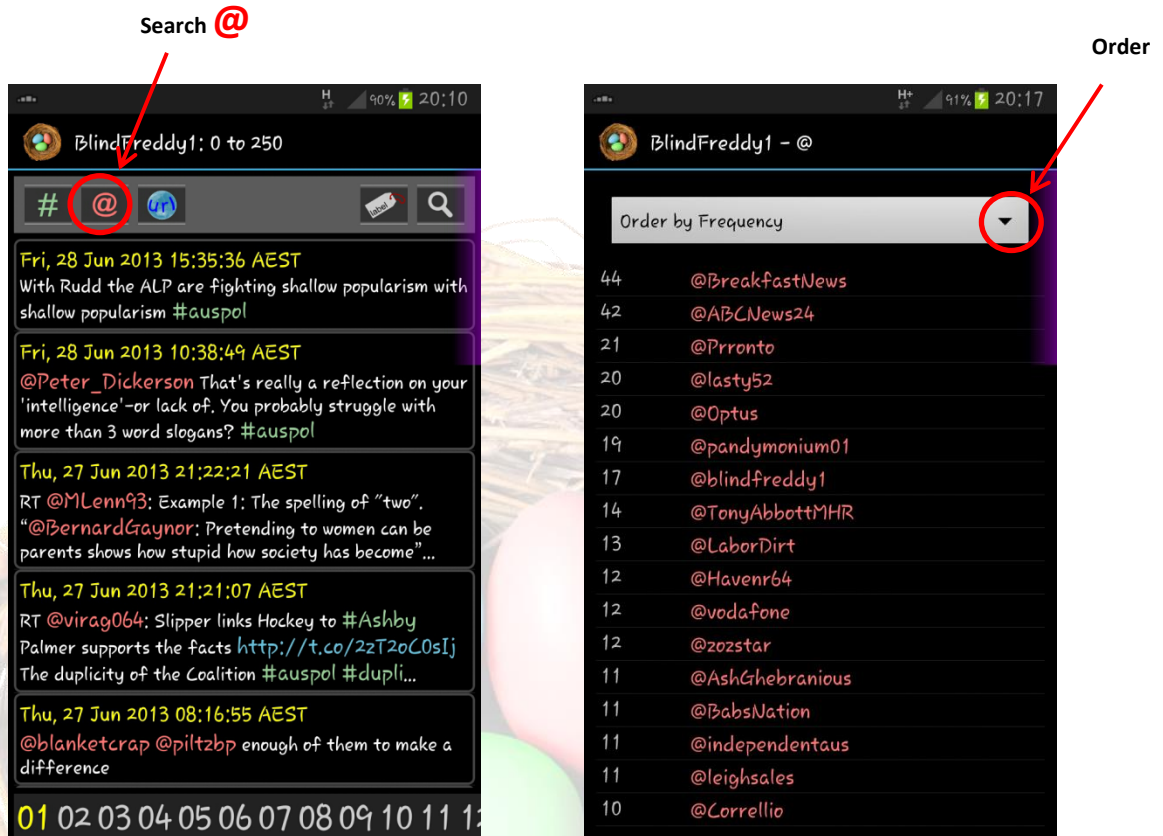 Search @
Order
H 90% 20:10
BlindFreddy1: 0 to 250
# @ url label
Fri, 28 Jun 2013 15:35:36 AEST
With Rudd the ALP are fighting shallow popularism with
shallow popularism #auspol
Fri, 28 Jun 2013 10:38:49 AEST
@Peter_Dickerson That's really a reflection on your
'intelligence'-or lack of. You probably struggle with
more than 3 word slogans? #auspol
Thu, 27 Jun 2013 21:22:21 AEST
RT @MLenn93: Example 1: The spelling of "two".
"@BernardGaynor: Pretending to women can be
parents shows how stupid how society has become"...
Thu, 27 Jun 2013 21:21:07 AEST
RT @virag064: Slipper links Hockey to #Ashby
Palmer supports the facts http://t.co/2zT2oC0sIj
The duplicity of the Coalition #auspol #dupli...
Thu, 27 Jun 2013 08:16:55 AEST
@blanketcrap @piltzbp enough of them to make a
difference
01 02 03 04 05 06 07 08 09 10 11 12
H+ 91% 20:17
BlindFreddy1 - @
Order by Frequency
44 @BreakfastNews
42 @ABCNews24
21 @Prronto
20 @lasty52
20 @Optus
19 @pandymonium01
17 @blindfreddy1
14 @TonyAbbottMHR
13 @LaborDirt
12 @Havenr64
12 @vodafone
12 @zozstar
11 @AshGhebranious
11 @BabsNation
11 @independentaus
11 @leighsales
10 @Correllio